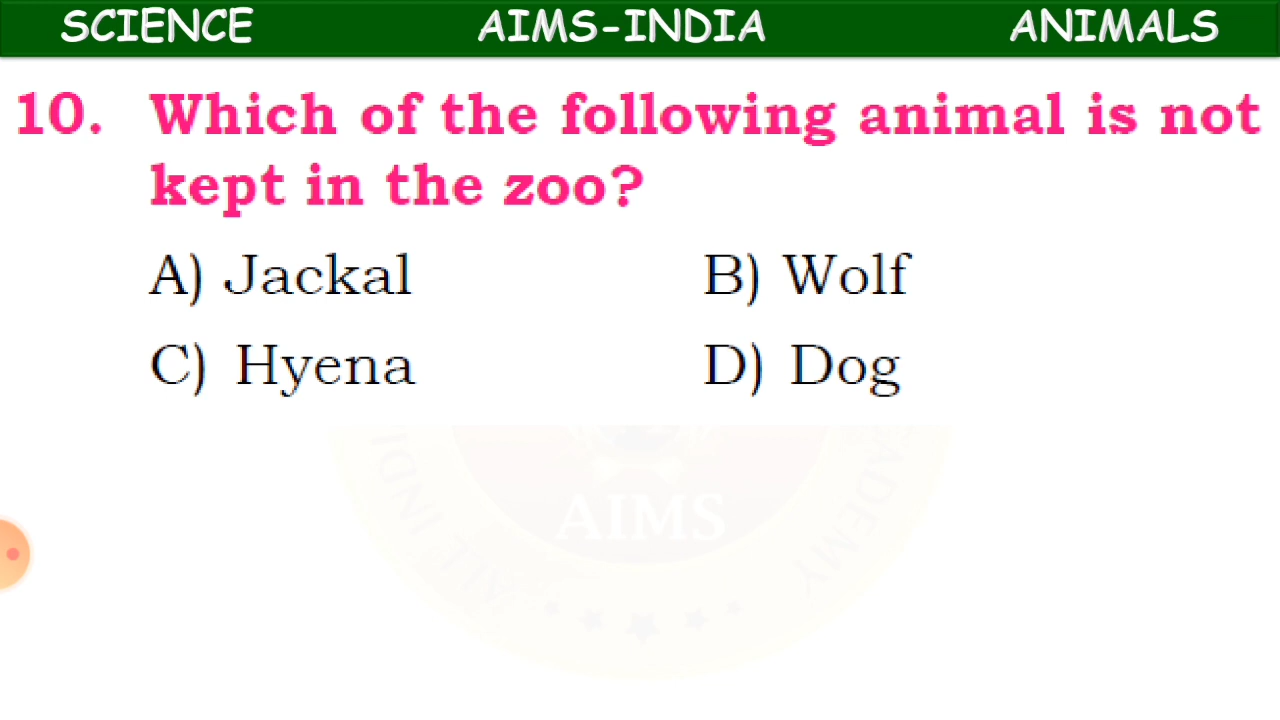 SCIENCE AIMS-INDIA ANIMALS
10. Which of the following animal is not
kept in the zoo?
A) Jackal B) Wolf
C) Hyena D) Dog
AIMS